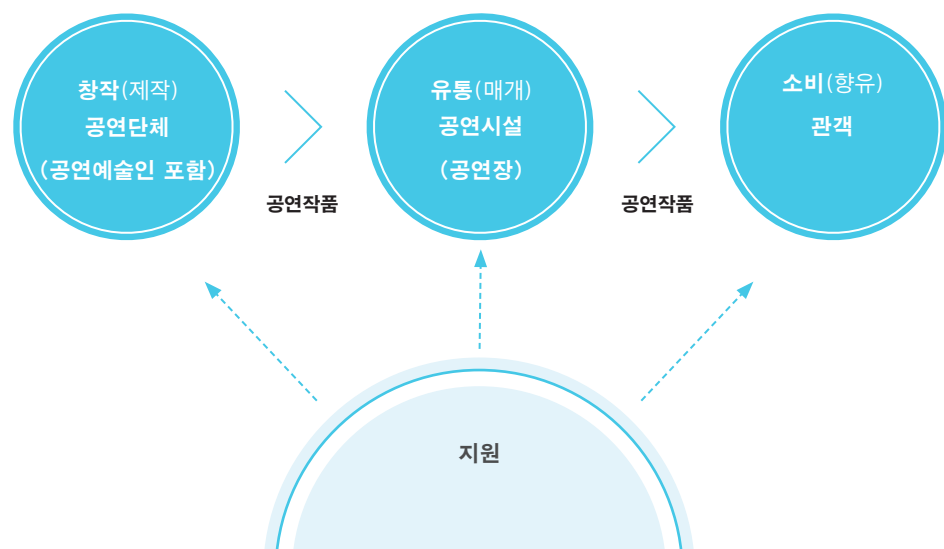 창작(제작)
공연단체
(공연예술인 포함)
공연작품
유통(매개)
공연시설
(공연장)
공연작품
소비(향유)
관객
지원